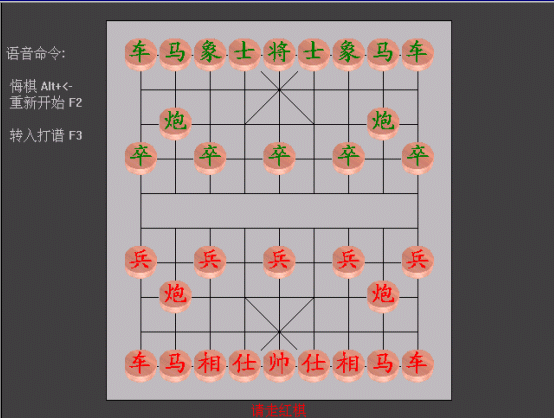 语音命令:
悔棋 Alt+<-
重新开始 F2
转入打谱 F3
车 马 象 士 将 士 象 马 车
炮 炮
卒 卒 卒 卒 卒
兵 兵 兵 兵 兵
炮 炮
车 马 相 仕 帅 仕 相 马 车